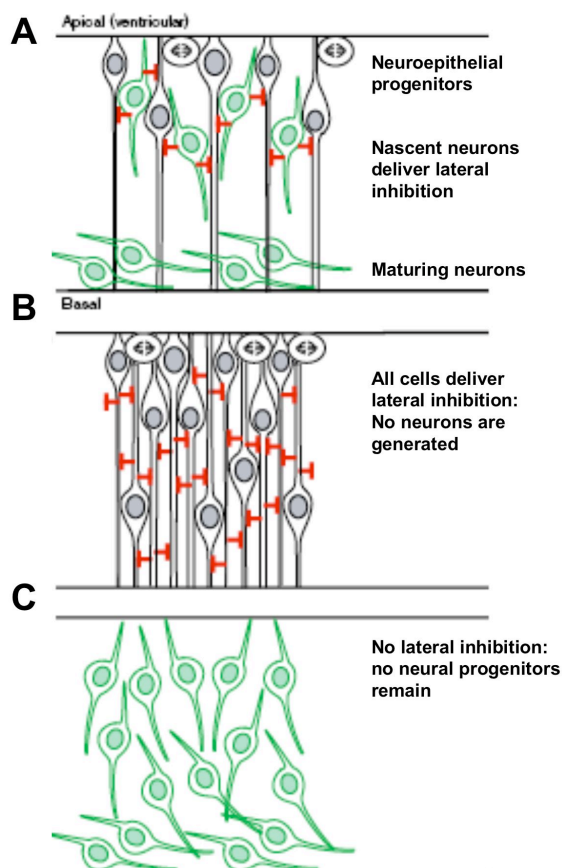 A
Apical (ventricular)
Neuroepithelial
progenitors
Nascent neurons
deliver lateral
inhibition
Maturing neurons
B
Basal
All cells deliver
lateral inhibition:
No neurons are
generated
C
No lateral inhibition:
no neural progenitors
remain